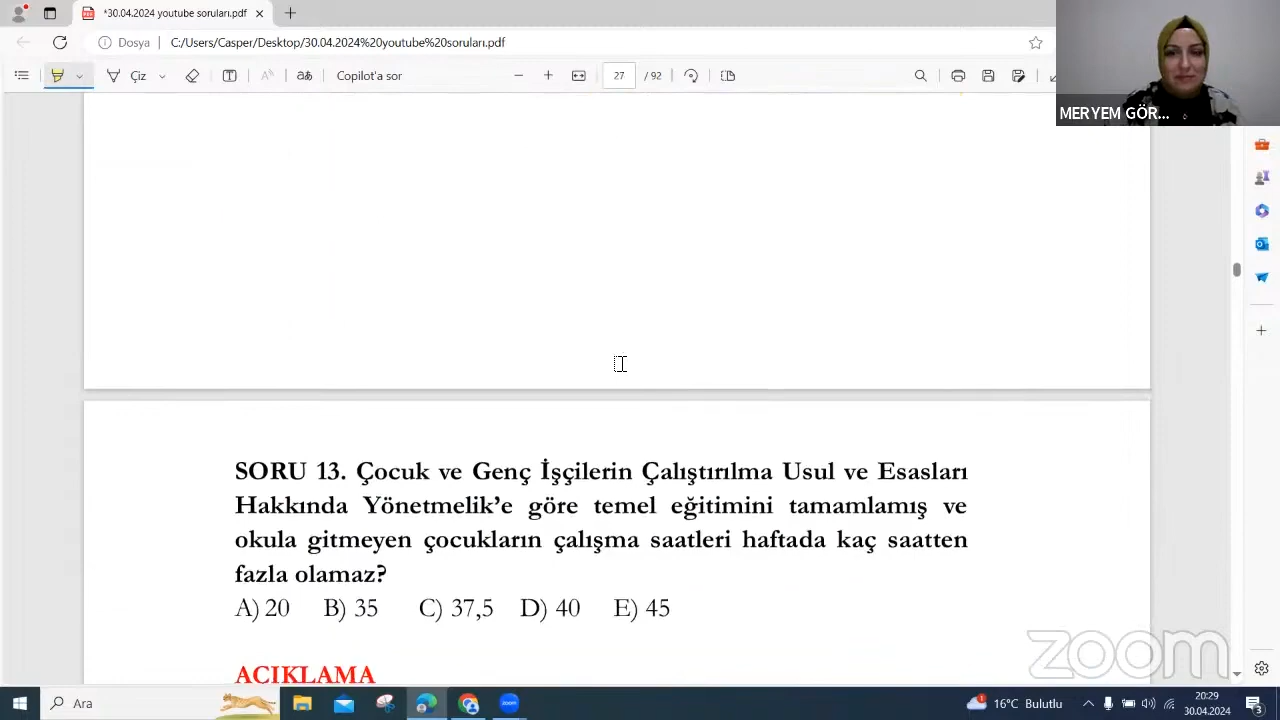 *30.04.2024 youtube soruları.pdf
Dosya C:/Users/Casper/Desktop/30.04.2024%20youtube%20soruları.pdf
Çiz Copilot'a sor 27 / 92
MERYEM GÖR...
SORU 13. Çocuk ve Genç İşçilerin Çalıştırılma Usul ve Esasları
Hakkında Yönetmelik’e göre temel eğitimini tamamlamış ve
okula gitmeyen çocukların çalışma saatleri haftada kaç saatten
fazla olamaz?
A) 20 B) 35 C) 37,5 D) 40 E) 45
AÇIKLAMA
zoom
Ara zoom 1 16°C Bulutlu 20:29
30.04.2024 3